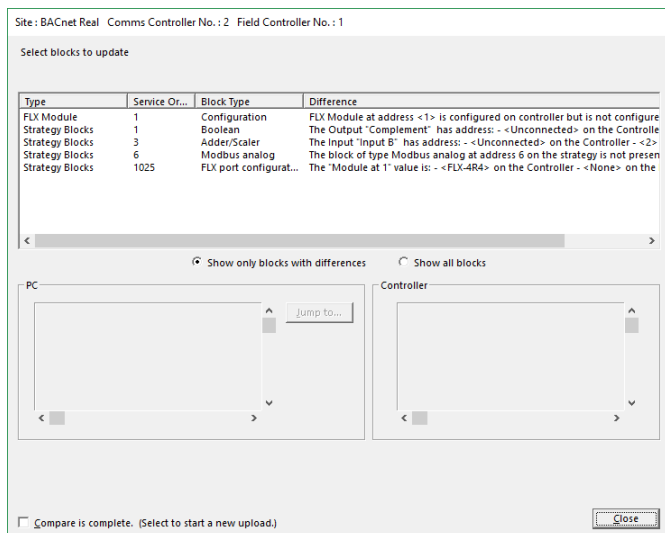 Site : BACnet Real   Comms Controller No. : 2   Field Controller No. : 1
Select blocks to update
Type   Service Or...   Block Type   Difference
FLX Module   1   Configuration   FLX Module at address <1> is configured on controller but is not configure
Strategy Blocks   1   Boolean   The Output "Complement"  has address: - <Unconnected> on the Controlle
Strategy Blocks   3   Adder/Scaler   The Input "Input B"  has address: - <Unconnected> on the Controller - <2>
Strategy Blocks   6   Modbus analog   The block of type Modbus analog at address 6 on the strategy is not presen
Strategy Blocks   1025   FLX port configurat...   The "Module at 1" value is: - <FLX-4R4> on the Controller - <None> on the
Show only blocks with differences   Show all blocks
PC   Controller
Jump to...
Compare is complete.  (Select to start a new upload.)   Close